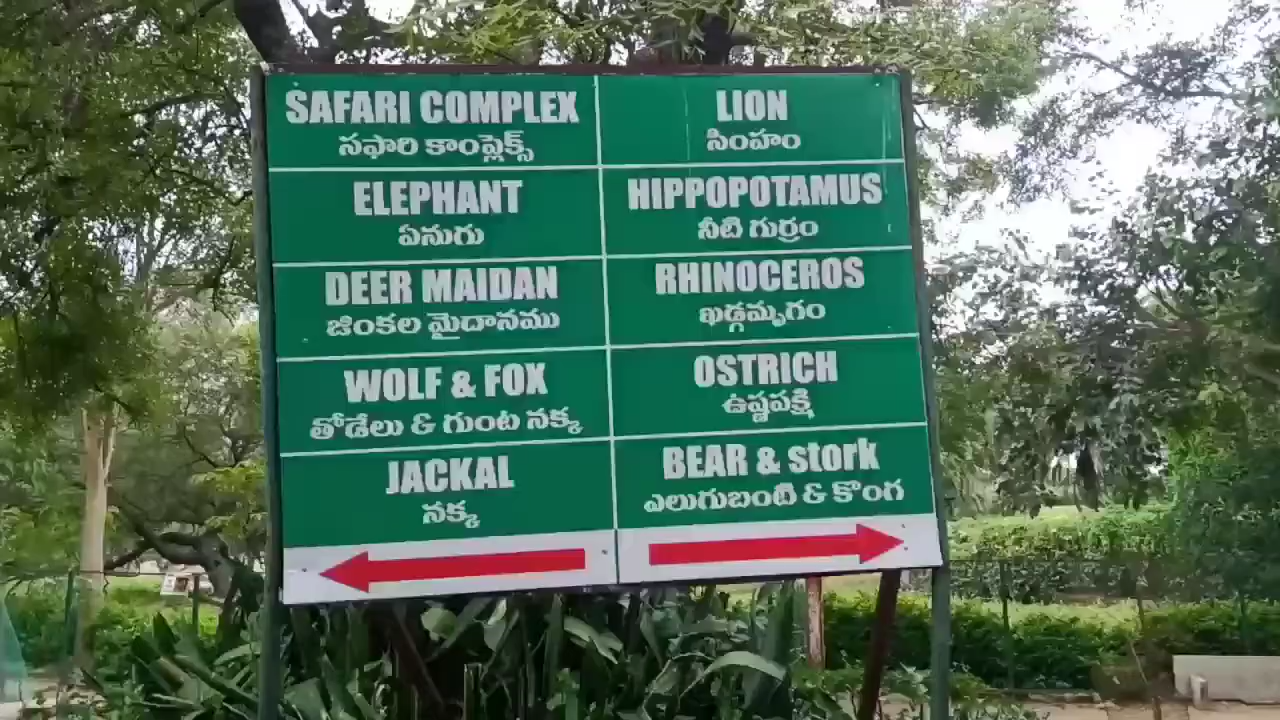 SAFARI COMPLEX
సఫారి కాంప్లెక్స్
ELEPHANT
ఏనుగు
DEER MAIDAN
జింకల మైదానము
WOLF & FOX
తోడేలు & గుంట నక్క
JACKAL
నక్క
LION
సింహం
HIPPOPOTAMUS
నీటి గుర్రం
RHINOCEROS
ఖడ్గమృగం
OSTRICH
ఉష్ణపక్షి
BEAR & stork
ఎలుగుబంటి & కొంగ